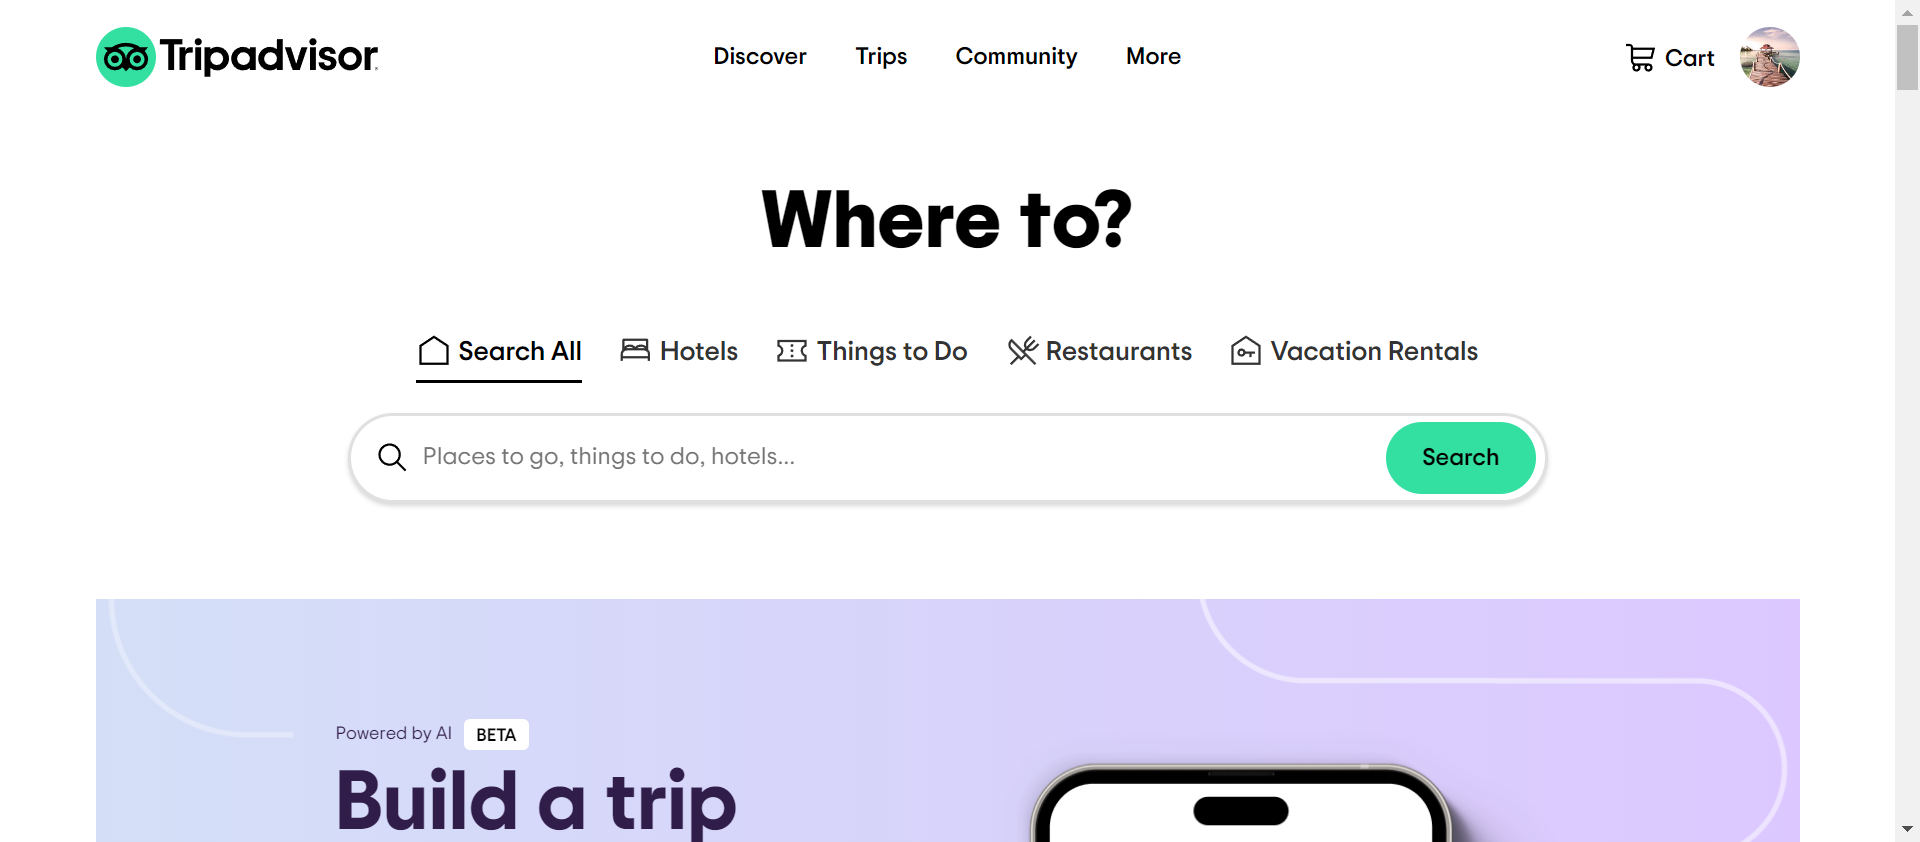 Tripadvisor
Discover
Trips
Community
More
Cart
Where to?
Search All
Hotels
Things to Do
Restaurants
Vacation Rentals
Places to go, things to do, hotels...
Search
Powered by AI
BETA
Build a trip